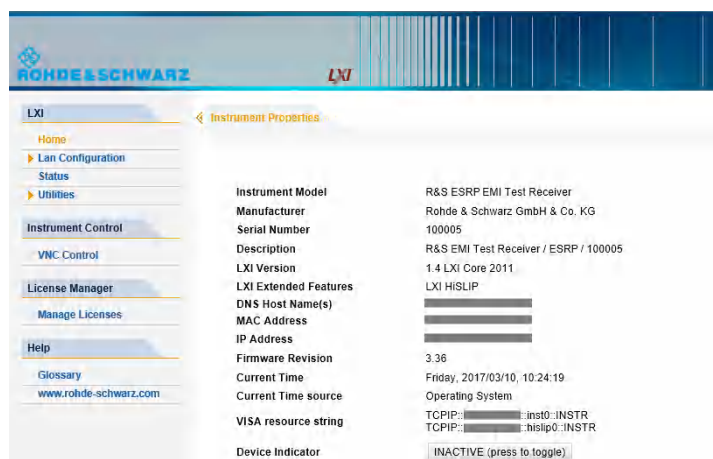 ROHDE&SCHWARZ
LXI
LXI
Home
Lan Configuration
Status
Utilities
Instrument Control
VNC Control
License Manager
Manage Licenses
Help
Glossary
www.rohde-schwarz.com
Instrument Properties
Instrument Model R&S ESRP EMI Test Receiver
Manufacturer Rohde & Schwarz GmbH & Co. KG
Serial Number 100005
Description R&S EMI Test Receiver / ESRP / 100005
LXI Version 1.4 LXI Core 2011
LXI Extended Features LXI HiSLIP
DNS Host Name(s)
MAC Address
IP Address
Firmware Revision 3.36
Current Time Friday, 2017/03/10, 10:24:19
Current Time source Operating System
VISA resource string TCPIP:: ::inst0::INSTR
TCPIP:: ::hislip0::INSTR
Device Indicator INACTIVE (press to toggle)